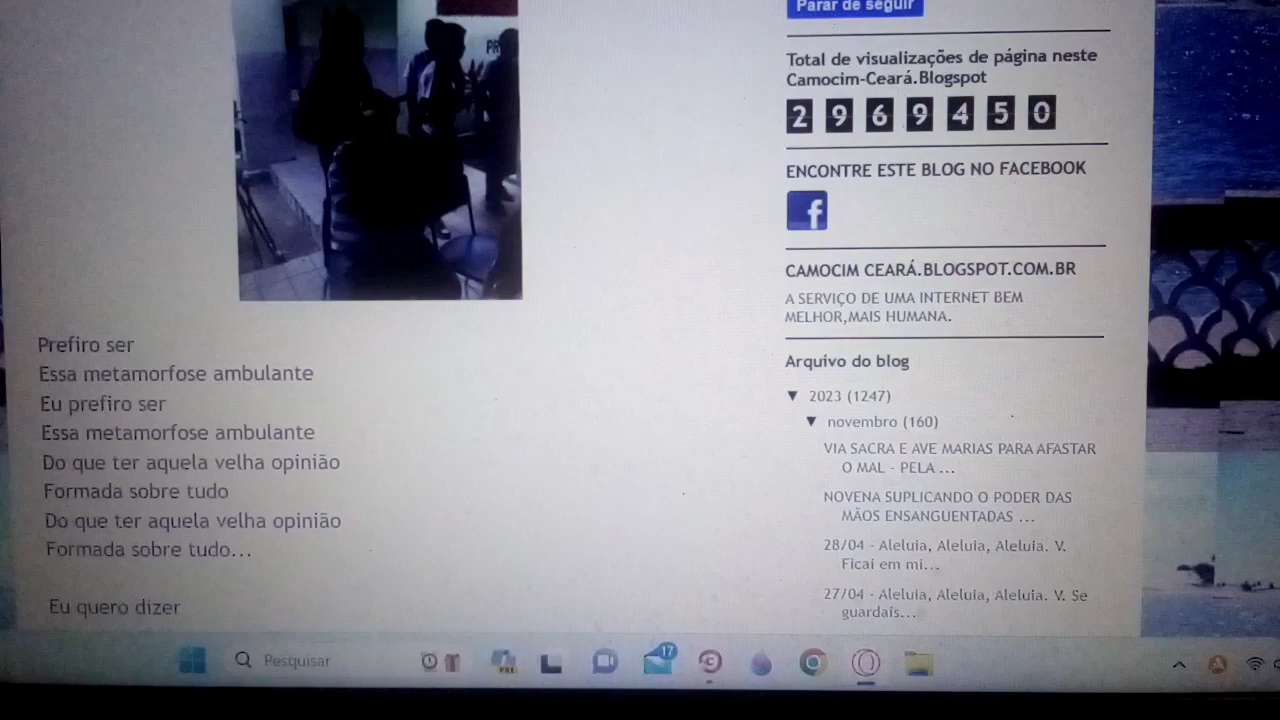 PR
Prefiro ser
Essa metamorfose ambulante
Eu prefiro ser
Essa metamorfose ambulante
Do que ter aquela velha opinião
Formada sobre tudo
Do que ter aquela velha opinião
Formada sobre tudo...
Eu quero dizer
Parar de seguir
Total de visualizações de página neste
Camocim-Ceará.Blogspot
2969450
ENCONTRE ESTE BLOG NO FACEBOOK
f
CAMOCIM CEARÁ.BLOGSPOT.COM.BR
A SERVIÇO DE UMA INTERNET BEM
MELHOR,MAIS HUMANA.
Arquivo do blog
▼ 2023 (1247)
▼ novembro (160)
VIA SACRA E AVE MARIAS PARA AFASTAR
O MAL - PELA ...
NOVENA SUPLICANDO O PODER DAS
MÃOS ENSANGUENTADAS ...
28/04 - Aleluia, Aleluia, Aleluia. V.
Ficai em mi...
27/04 - Aleluia, Aleluia, Aleluia. V. Se
guardais...
Pesquisar
17